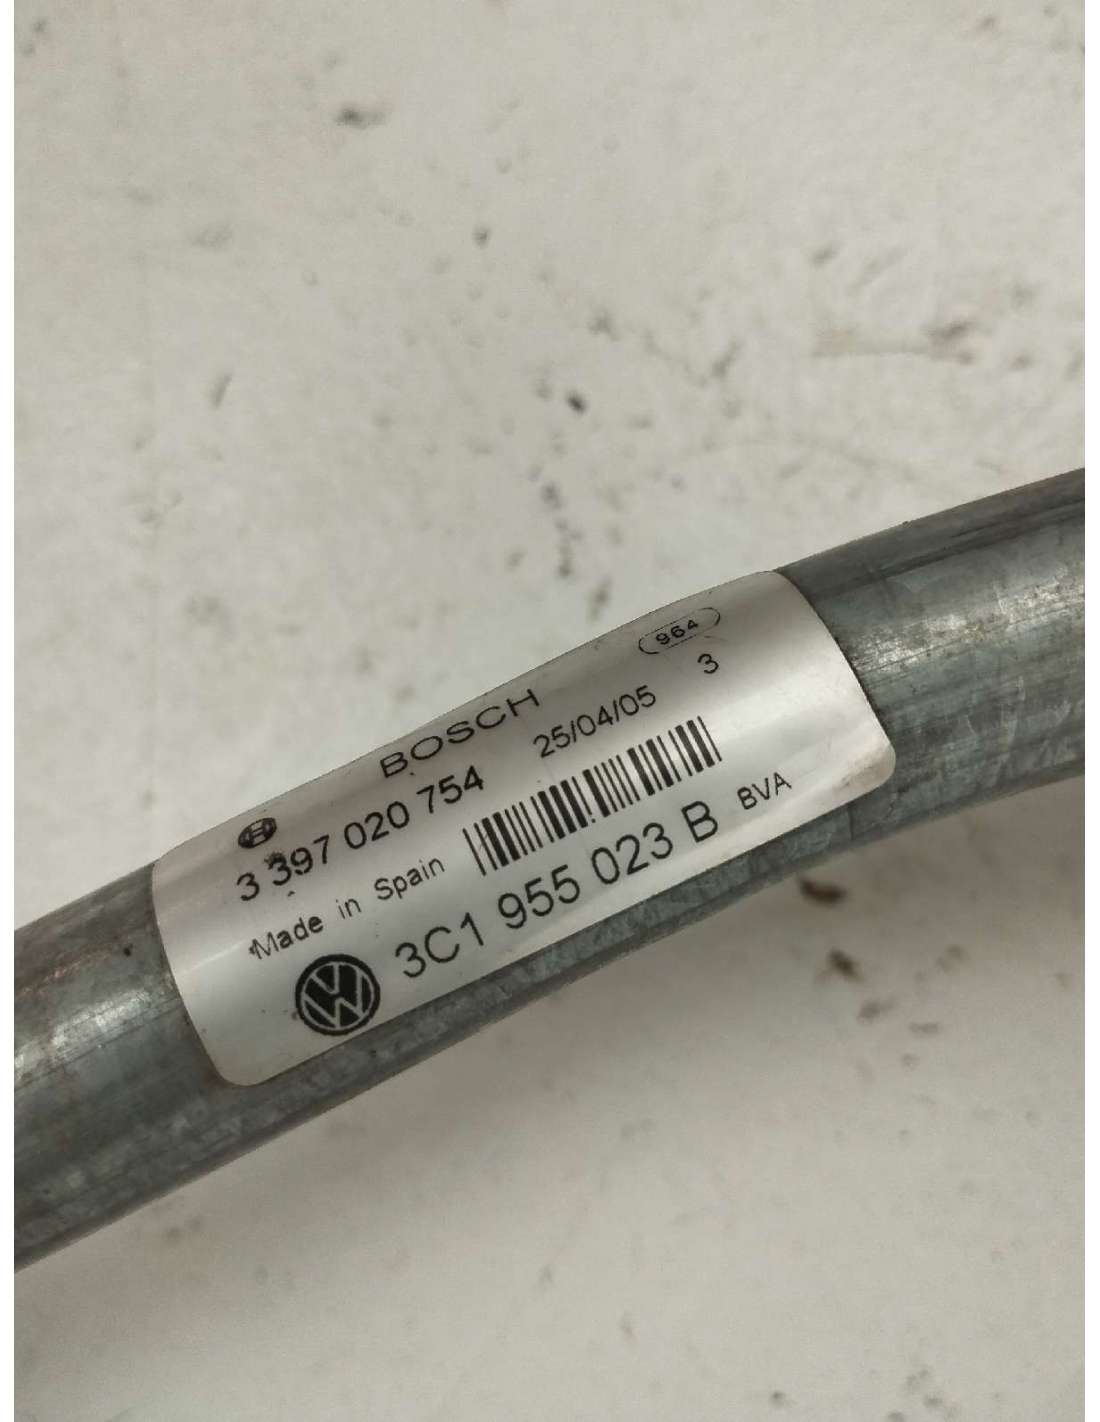 BOSCH
964
3 397 020 754 25/04/05 3
Made in Spain
3C1 955 023 B BVA